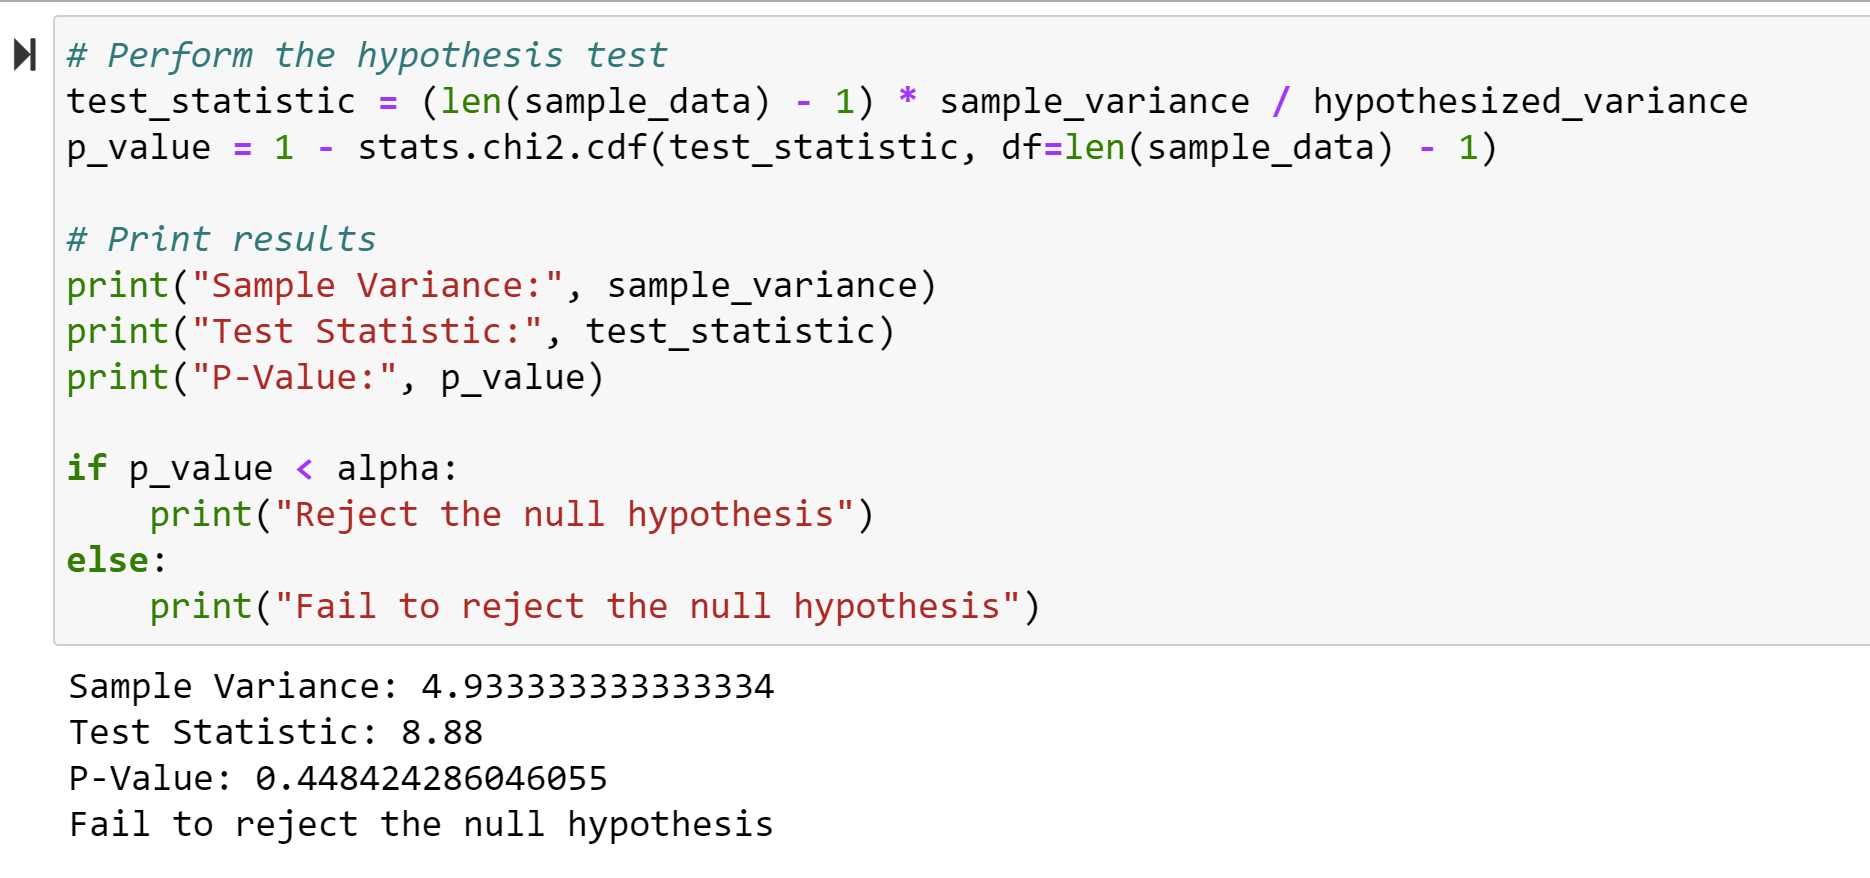 # Perform the hypothesis test
test_statistic = (len(sample_data) - 1) * sample_variance / hypothesized_variance
p_value = 1 - stats.chi2.cdf(test_statistic, df=len(sample_data) - 1)

# Print results
print("Sample Variance:", sample_variance)
print("Test Statistic:", test_statistic)
print("P-Value:", p_value)

if p_value < alpha:
    print("Reject the null hypothesis")
else:
    print("Fail to reject the null hypothesis")
Sample Variance: 4.933333333333334
Test Statistic: 8.88
P-Value: 0.448424286046055
Fail to reject the null hypothesis